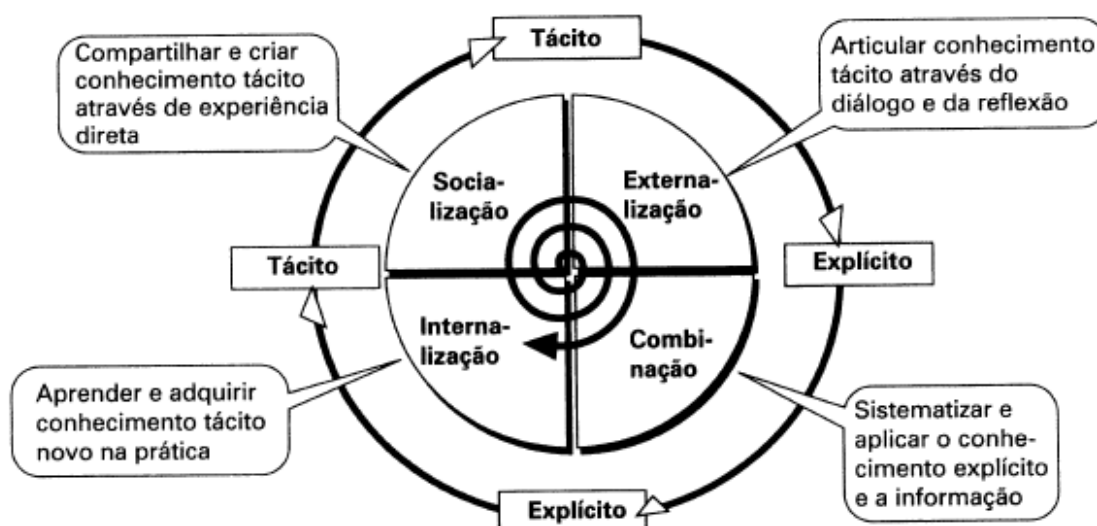 Tácito
Compartilhar e criar
conhecimento tácito
através de experiência
direta
Articular conhecimento
tácito através do
diálogo e da reflexão
Socia-
lização
Externa-
lização
Tácito
Explícito
Interna-
lização
Combi-
nação
Aprender e adquirir
conhecimento tácito
novo na prática
Sistematizar e
aplicar o conhe-
cimento explícito
e a informação
Explícito